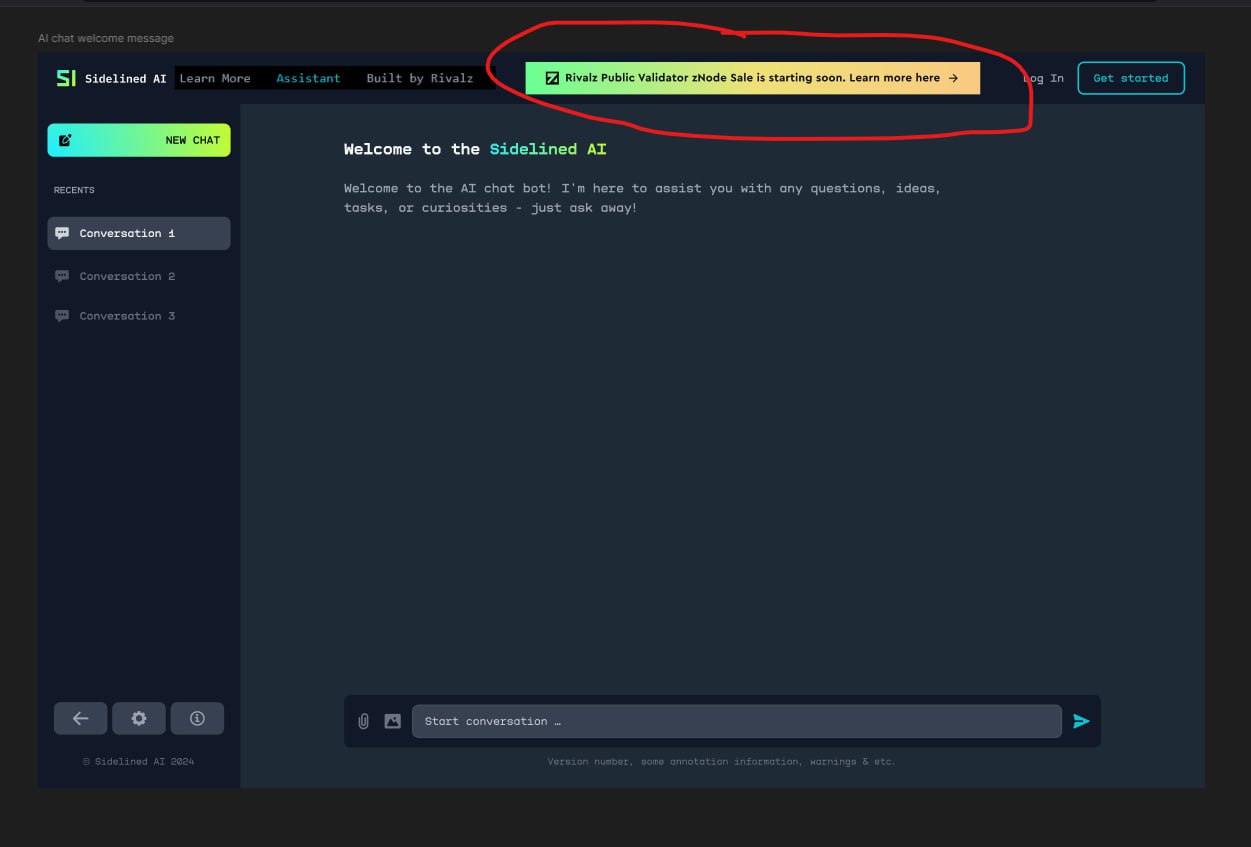 AI chat welcome message
SI Sidelined AI Learn More Assistant Built by Rivalz Rivalz Public Validator zNode Sale is starting soon. Learn more here → Log In Get started
NEW CHAT
Welcome to the Sidelined AI
RECENTS
Welcome to the AI chat bot! I'm here to assist you with any questions, ideas,
tasks, or curiosities - just ask away!
Conversation 1
Conversation 2
Conversation 3
Start conversation …
© Sidelined AI 2024
Version number, some annotation information, warnings & etc.